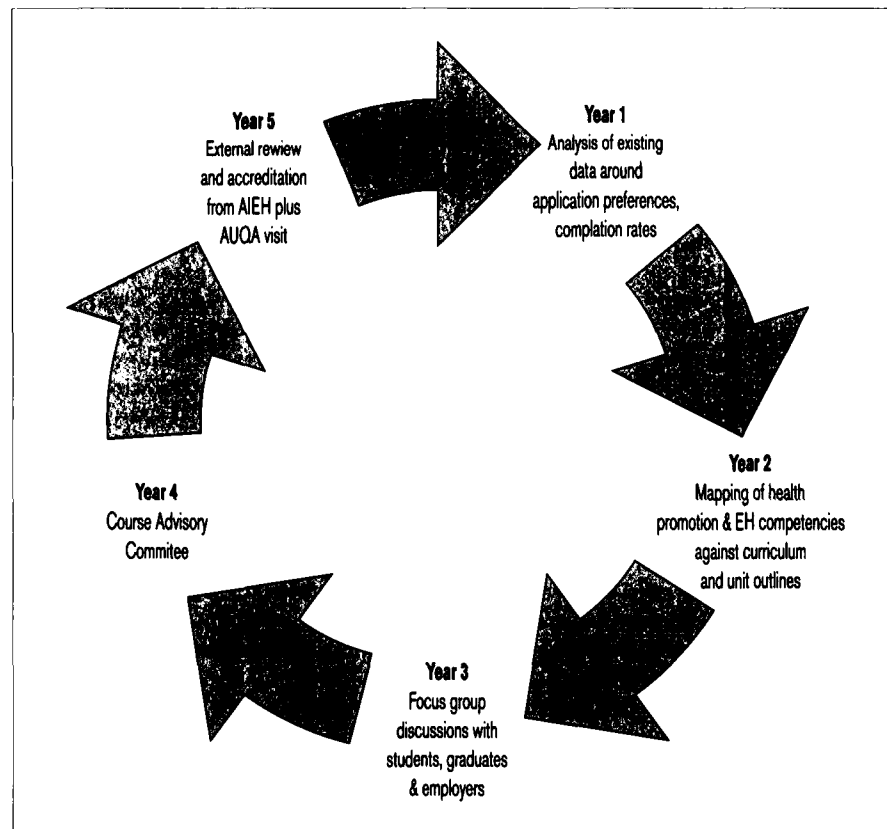 Year 1
Analysis of existing
data around
application preferences,
complation rates
Year 2
Mapping of health
promotion & EH competencies
against curriculum
and unit outlines
Year 3
Focus group
discussions with
students, graduates
& employers
Year 4
Course Advisory
Commitee
Year 5
External rewiew
and accreditation
from AIEH plus
AUQA visit